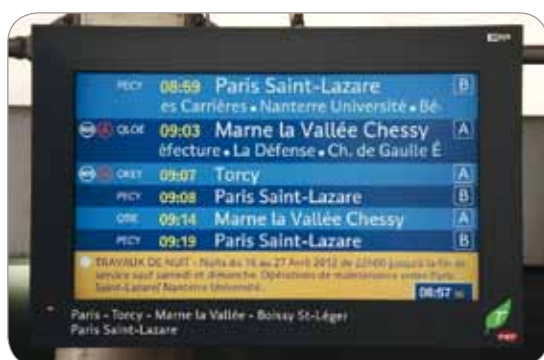 PECY 08:59 Paris Saint-Lazare B
es Carrières • Nanterre Université • Bé
A QLOE 09:03 Marne la Vallée Chessy A
éfecture • La Défense • Ch. de Gaulle É
A 09:07 Torcy A
PECY 09:08 Paris Saint-Lazare B
09:14 Marne la Vallée Chessy A
PECY 09:19 Paris Saint-Lazare B
TRAVAUX DE NUIT - Nuits du 16 au 27 Avril 2012 de 22h00 jusqu'à la fin de
service sauf samedi et dimanche. Opérations de maintenance entre Paris
Saint-Lazare/ Nanterre Université.
08:57
Paris - Torcy - Marne la Vallée - Boissy St-Léger
Paris Saint-Lazare